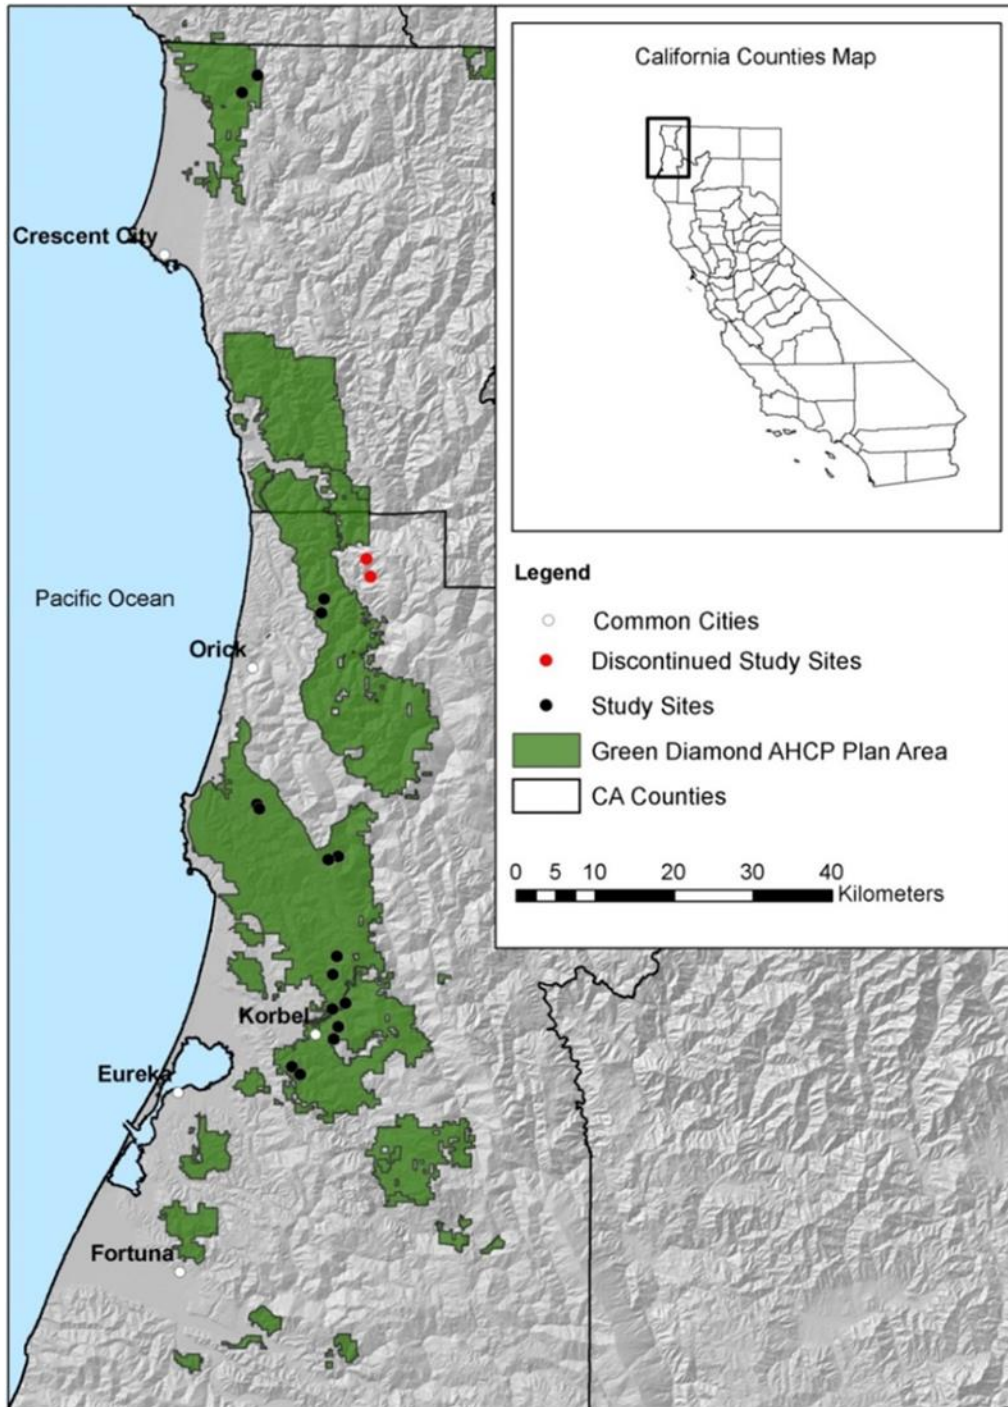 California Counties Map
Crescent City
Pacific Ocean
Orick
Korbel
Eureka
Fortuna
Legend
Common Cities
Discontinued Study Sites
Study Sites
Green Diamond AHCP Plan Area
CA Counties
0 5 10 20 30 40
Kilometers